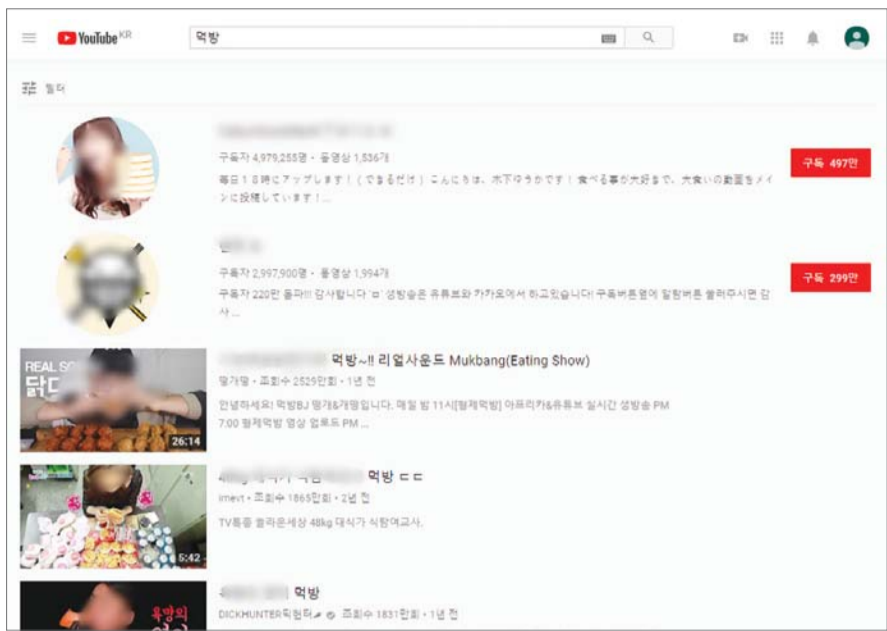 YouTube KR
먹방
필터
구독자 4,979,255명 • 동영상 1,536개
구독 497만
毎日18時にアップします！（できるだけ）こんにちは、木下ゆうかです！食べる事が大好きで、大食いの動画をメイ
ンに投稿しています！...
구독자 2,997,900명 • 동영상 1,994개
구독 299만
구독자 220만 돌파!!! 감사합니다 'ㅁ' 생방송은 유튜브와 카카오에서 하고있습니다! 구독버튼옆에 알람버튼 눌러주시면 감
사 ...
REAL
닭
26:14
먹방~!! 리얼사운드 Mukbang(Eating Show)
떵개떵 • 조회수 2529만회 • 1년 전
안녕하세요! 먹방BJ 떵개&개떵입니다. 매일 밤 11시[형제먹방] 아프리카&유튜브 실시간 생방송 PM
7:00 형제먹방 영상 업로드 PM ...
5:42
먹방 ㄷㄷ
imevt • 조회수 1865만회 • 2년 전
TV특종 놀라운세상 48kg 대식가 식탐여교사.
욕망의
먹방
DICKHUNTER딕헌터 조회수 1831만회 • 1년 전